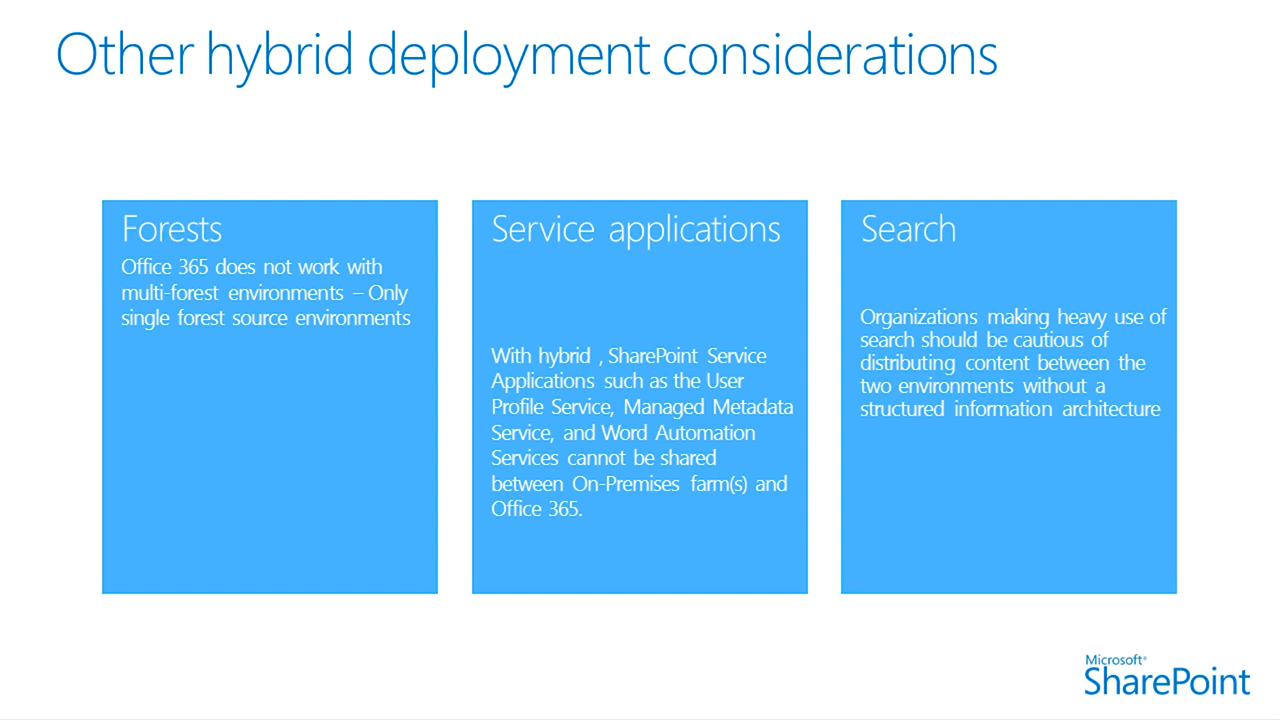 Other hybrid deployment considerations
Forests
Office 365 does not work with
multi-forest environments – Only
single forest source environments
Service applications
With hybrid , SharePoint Service
Applications such as the User
Profile Service, Managed Metadata
Service, and Word Automation
Services cannot be shared
between On-Premises farm(s) and
Office 365.
Search
Organizations making heavy use of
search should be cautious of
distributing content between the
two environments without a
structured information architecture
Microsoft®
SharePoint